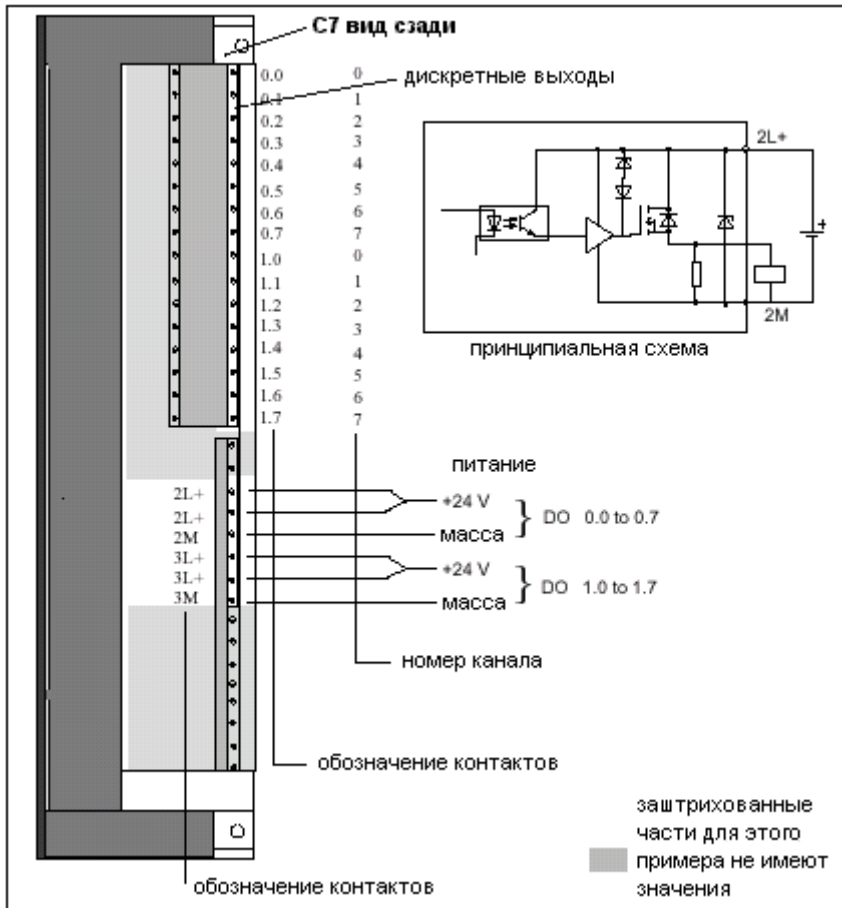 С7 вид сзади
дискретные выходы
0.0 0
0.1 1
0.2 2
0.3 3
0.4 4
0.5 5
0.6 6
0.7 7
1.0 0
1.1 1
1.2 2
1.3 3
1.4 4
1.5 5
1.6 6
1.7 7
2L+
+
2M
принципиальная схема
питание
2L+
2L+
2M
3L+
3L+
3M
+24 V
масса
} DO 0.0 to 0.7
+24 V
масса
} DO 1.0 to 1.7
номер канала
обозначение контактов
обозначение контактов
заштрихованные
части для этого
примера не имеют
значения